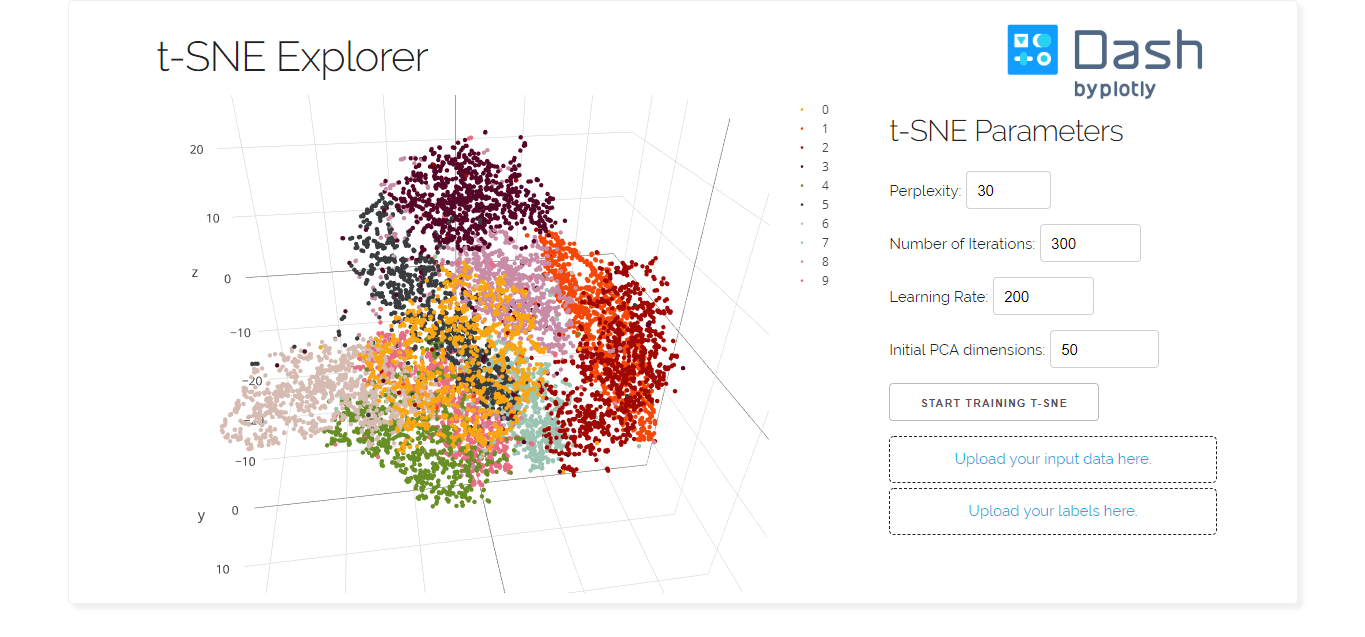 t-SNE Explorer
Dash
by plotly
20
10
z
0
−10
−20
−10
y
0
10
0
1
2
3
4
5
6
7
8
9
t-SNE Parameters
Perplexity: 30
Number of Iterations: 300
Learning Rate: 200
Initial PCA dimensions: 50
START TRAINING T-SNE
Upload your input data here.
Upload your labels here.